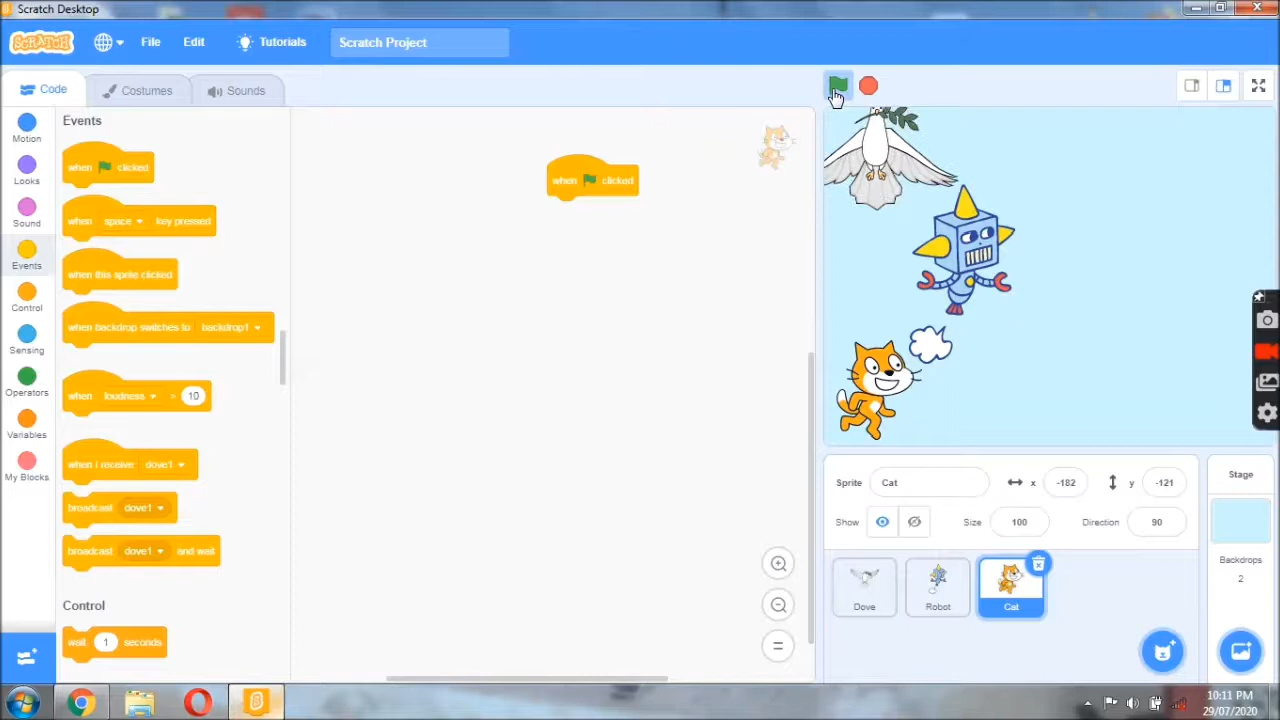 Scratch Desktop
SCRATCH File Edit Tutorials Scratch Project
Code Costumes Sounds
Motion
Looks
Sound
Events
Control
Sensing
Operators
Variables
My Blocks
Events
when clicked
when space key pressed
when this sprite clicked
when backdrop switches to backdrop1
when loudness > 10
when I receive dove1
broadcast dove1
broadcast dove1 and wait
Control
wait 1 seconds
when clicked
Sprite Cat x -182 y -121
Show Size 100 Direction 90
Dove Robot Cat
Stage
Backdrops
2
10:11 PM
29/07/2020